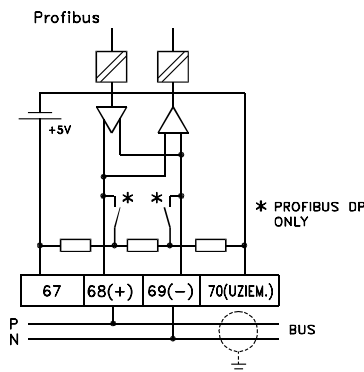 Profibus
+5V
* *
* PROFIBUS DP
ONLY
67 68(+) 69(-) 70(UZIEM.)
P
N
BUS